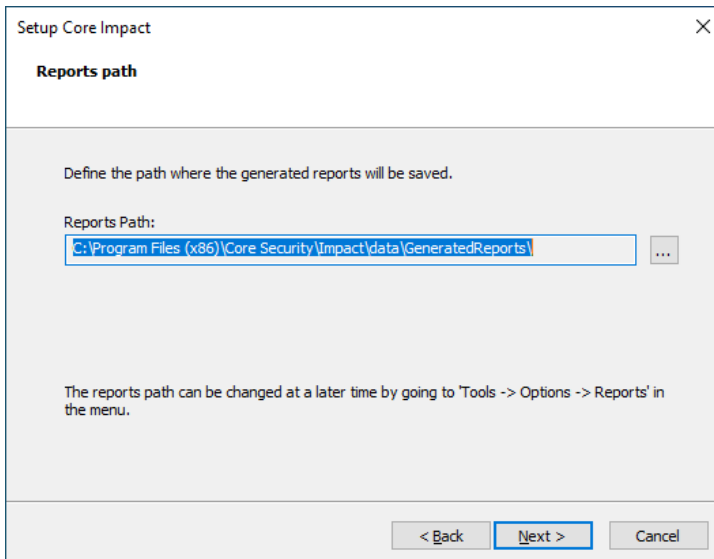 Setup Core Impact
Reports path
Define the path where the generated reports will be saved.
Reports Path:
C:\Program Files (x86)\Core Security\Impact\data\GeneratedReports\
...
The reports path can be changed at a later time by going to 'Tools -> Options -> Reports' in
the menu.
< Back
Next >
Cancel